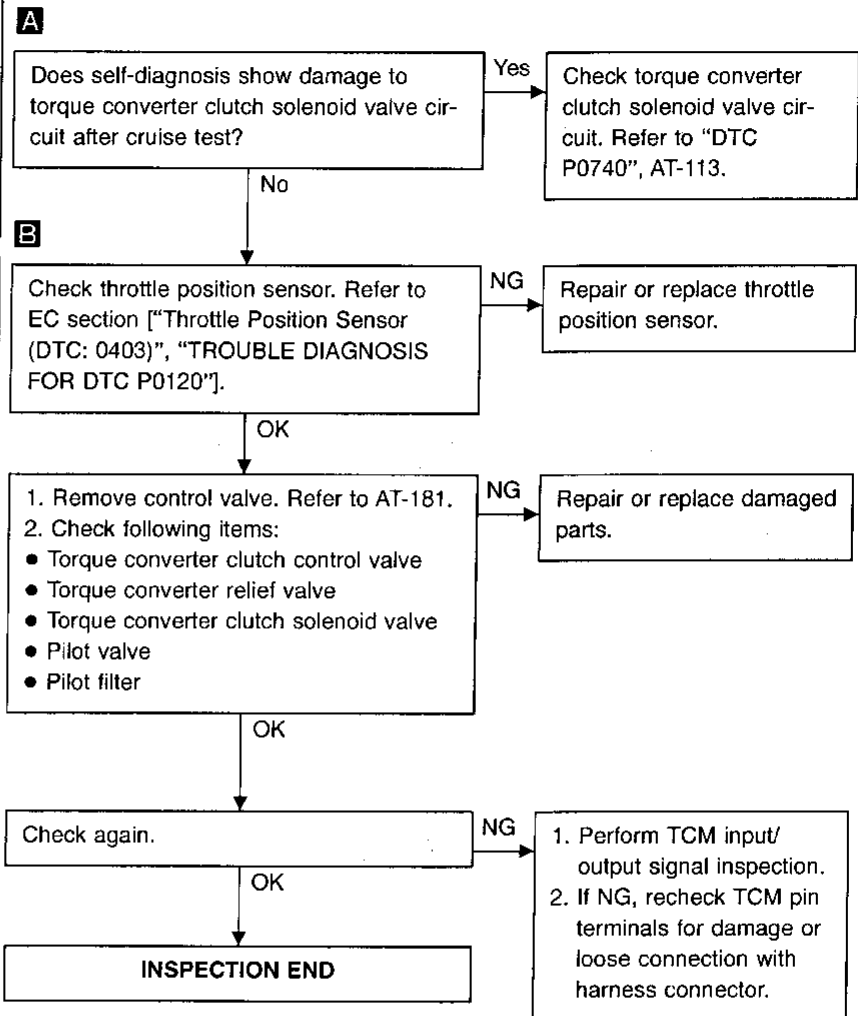 A
Does self-diagnosis show damage to
torque converter clutch solenoid valve cir-
cuit after cruise test?
Yes
Check torque converter
clutch solenoid valve cir-
cuit. Refer to “DTC
P0740”, AT-113.
No
B
Check throttle position sensor. Refer to
EC section [“Throttle Position Sensor
(DTC: 0403)”, “TROUBLE DIAGNOSIS
FOR DTC P0120”].
NG
Repair or replace throttle
position sensor.
OK
1. Remove control valve. Refer to AT-181.
2. Check following items:
● Torque converter clutch control valve
● Torque converter relief valve
● Torque converter clutch solenoid valve
● Pilot valve
● Pilot filter
NG
Repair or replace damaged
parts.
OK
Check again.
NG
1. Perform TCM input/
output signal inspection.
2. If NG, recheck TCM pin
terminals for damage or
loose connection with
harness connector.
OK
INSPECTION END